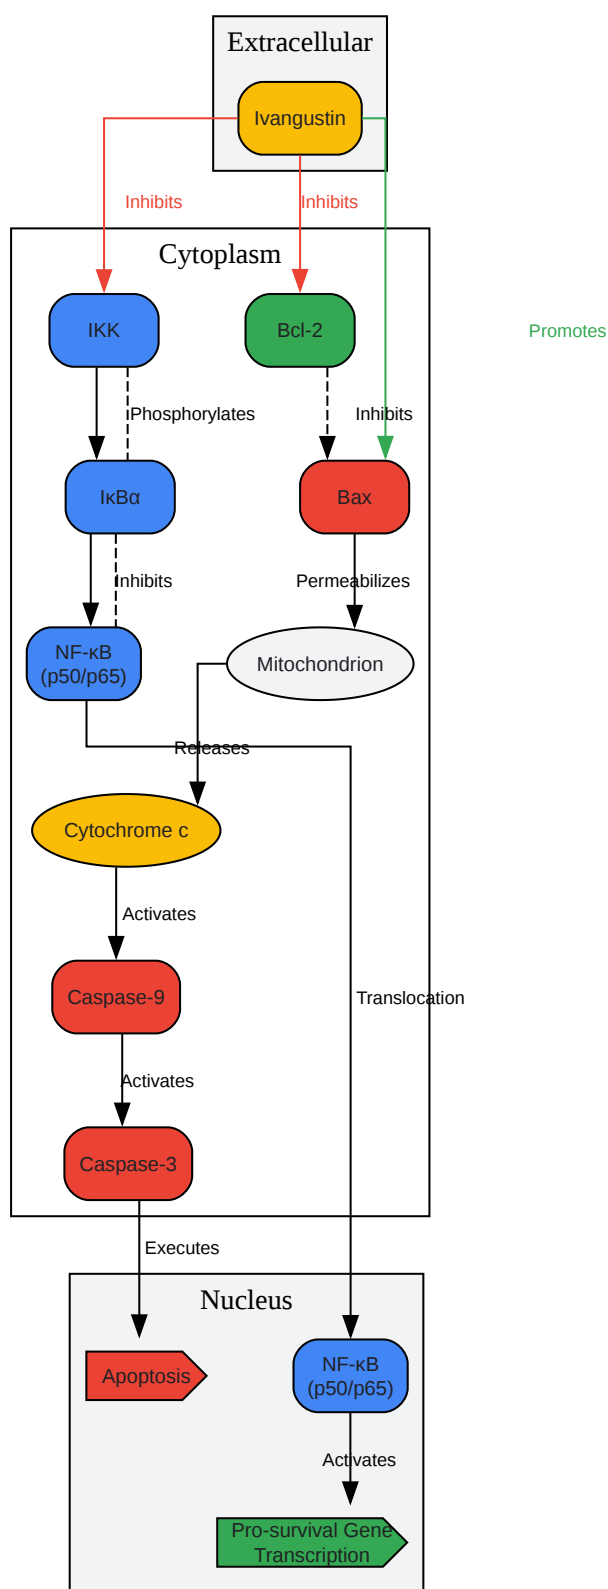 Extracellular
Ivangustin
Inhibits
Inhibits
Cytoplasm
IKK
Bcl-2
Promotes
Phosphorylates
Inhibits
IκBα
Bax
Inhibits
Permeabilizes
NF-κB
(p50/p65)
Mitochondrion
Releases
Cytochrome c
Activates
Caspase-9
Translocation
Activates
Caspase-3
Executes
Nucleus
Apoptosis
NF-κB
(p50/p65)
Activates
Pro-survival Gene
Transcription